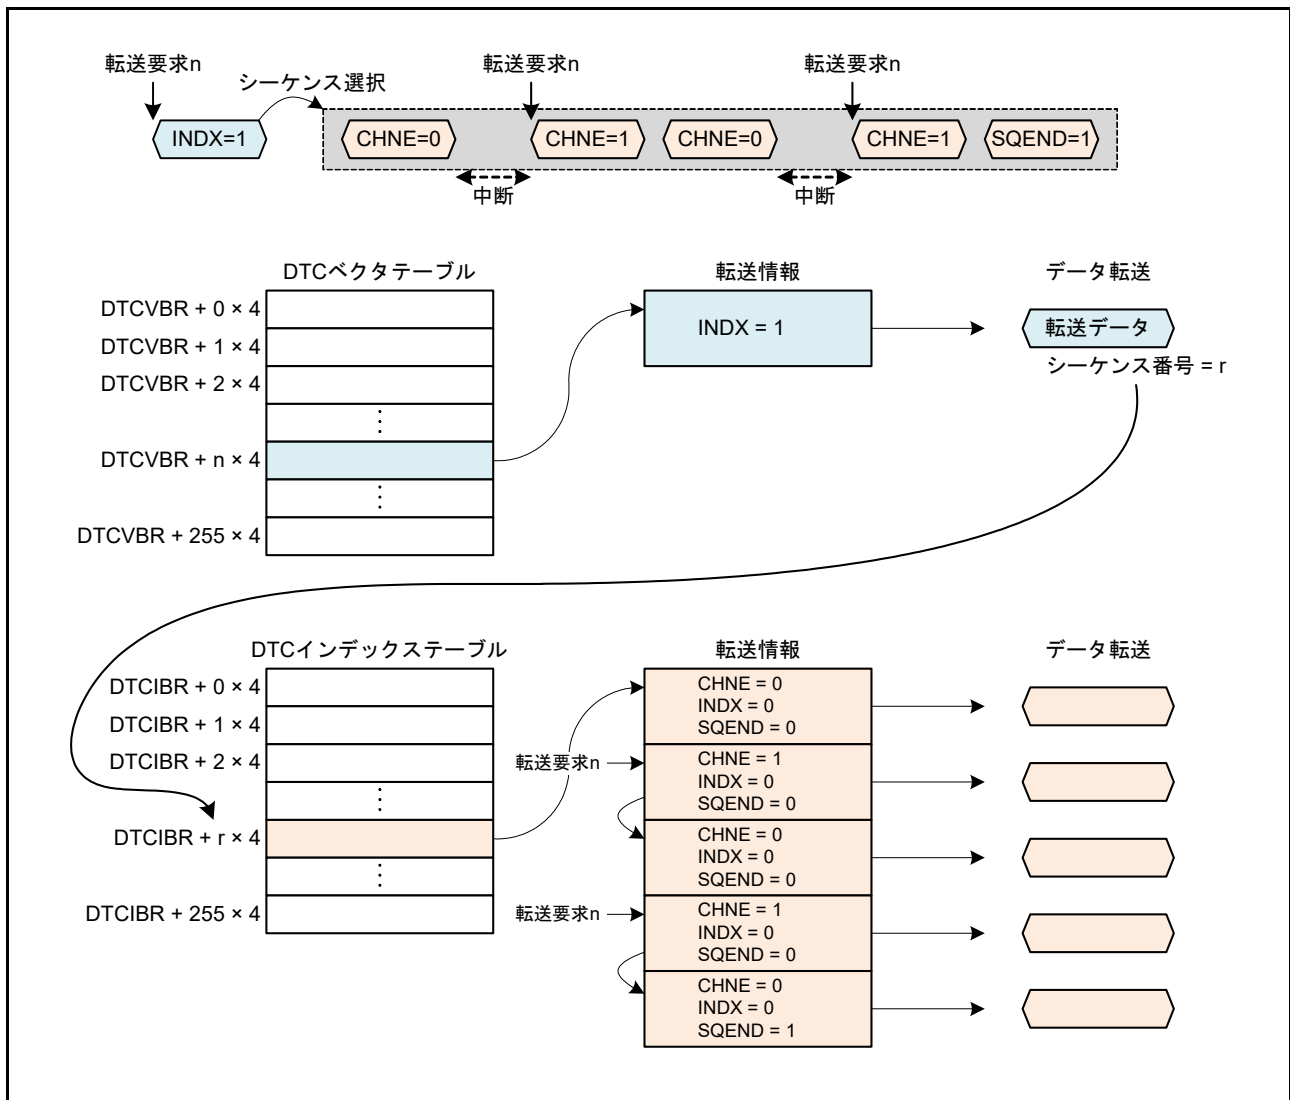 転送要求n
転送要求n
転送要求n
シーケンス選択
INDX=1
CHNE=0
CHNE=1
CHNE=0
CHNE=1
SQEND=1
中断
中断
DTCベクタテーブル
転送情報
データ転送
DTCVBR + 0 × 4
DTCVBR + 1 × 4
DTCVBR + 2 × 4
⋮
DTCVBR + n × 4
⋮
DTCVBR + 255 × 4
INDX = 1
転送データ
シーケンス番号 = r
DTCインデックステーブル
転送情報
データ転送
DTCIBR + 0 × 4
DTCIBR + 1 × 4
DTCIBR + 2 × 4
⋮
DTCIBR + r × 4
⋮
DTCIBR + 255 × 4
CHNE = 0
INDX = 0
SQEND = 0
転送要求n
CHNE = 1
INDX = 0
SQEND = 0
CHNE = 0
INDX = 0
SQEND = 0
転送要求n
CHNE = 1
INDX = 0
SQEND = 0
CHNE = 0
INDX = 0
SQEND = 1